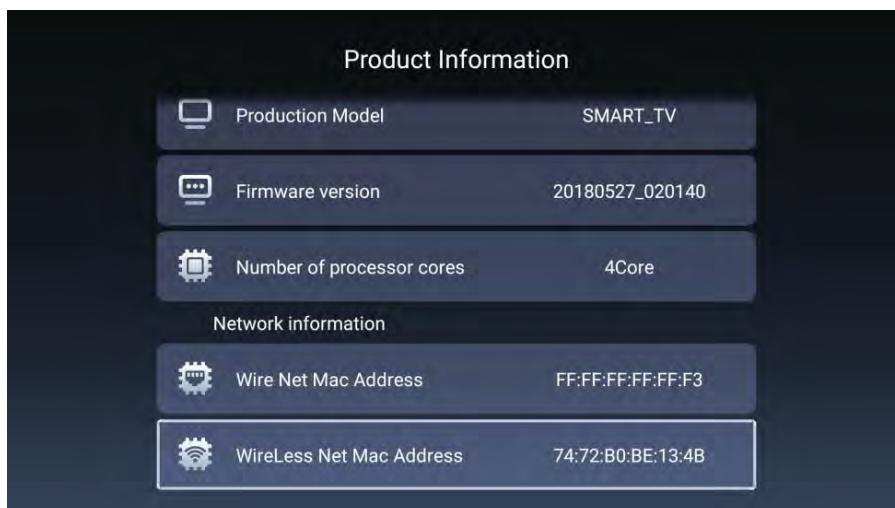 Product Information
Production Model SMART_TV
Firmware version 20180527_020140
Number of processor cores 4Core
Network information
Wire Net Mac Address FF:FF:FF:FF:FF:F3
WireLess Net Mac Address 74:72:B0:BE:13:4B